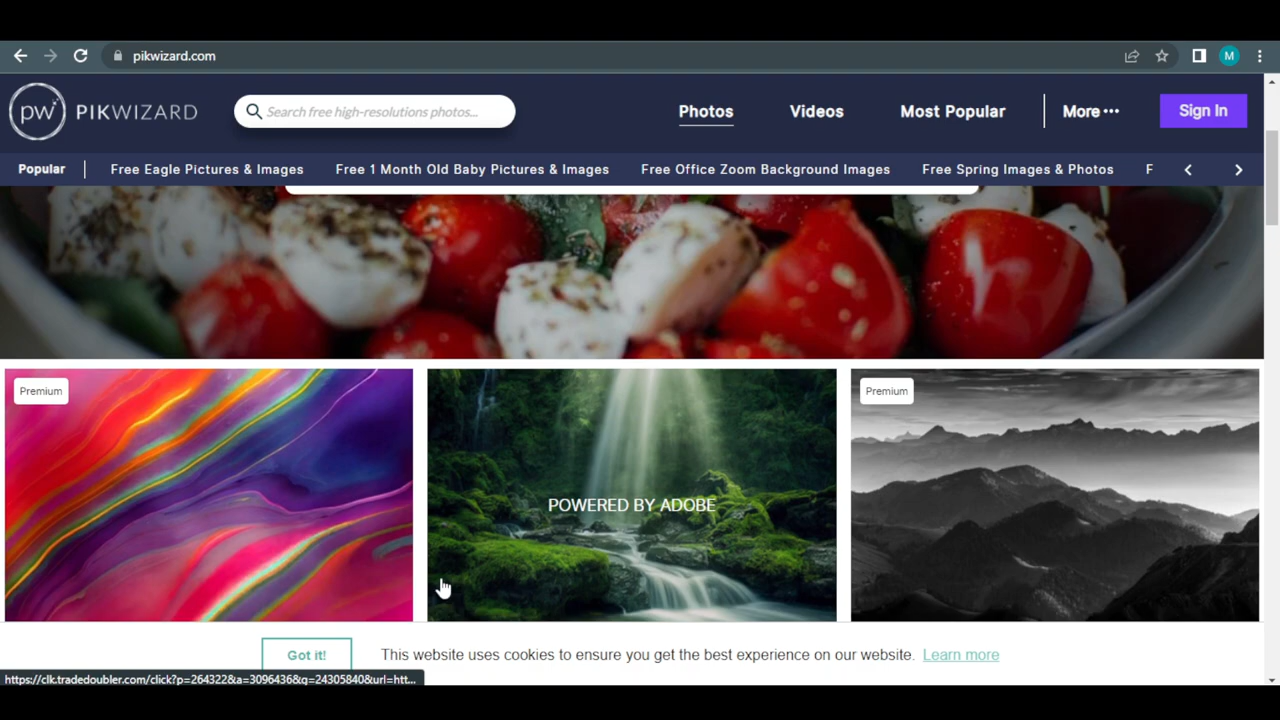 pikwizard.com
M
pw PIKWIZARD
Search free high-resolutions photos...
Photos
Videos
Most Popular
More
Sign In
Popular
Free Eagle Pictures & Images
Free 1 Month Old Baby Pictures & Images
Free Office Zoom Background Images
Free Spring Images & Photos
F
Premium
POWERED BY ADOBE
Premium
Got it!
This website uses cookies to ensure you get the best experience on our website. Learn more
https://clk.tradedoubler.com/click?p=264322&a=3096436&g=24305840&url=htt...